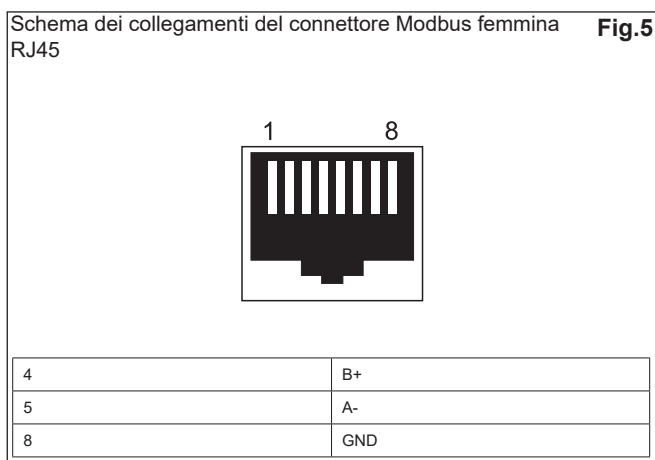 Schema dei collegamenti del connettore Modbus femmina Fig.5
RJ45
1 8
4 B+
5 A-
8 GND